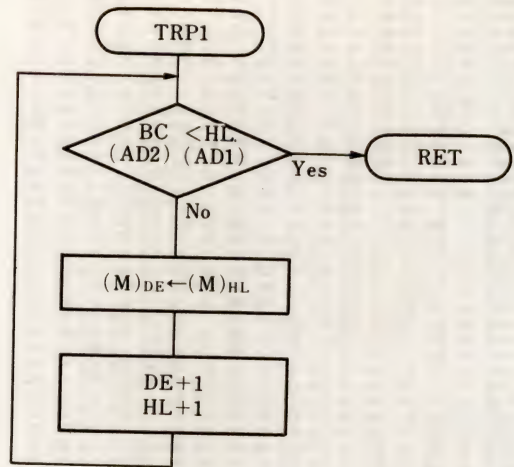 TRP1
BC <HL.
(AD2) (AD1)
Yes
RET
No
(M)DE←(M)HL
DE+1
HL+1